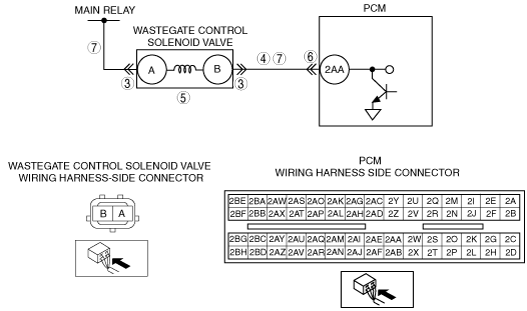 MAIN RELAY
PCM
WASTEGATE CONTROL
SOLENOID VALVE
7
4 7
6
A
B
2AA
3
3
5
WASTEGATE CONTROL SOLENOID VALVE
WIRING HARNESS-SIDE CONNECTOR
B A
PCM
WIRING HARNESS SIDE CONNECTOR
2BE 2BA 2AW 2AS 2AO 2AK 2AG 2AC 2Y 2U 2Q 2M 2I 2E 2A
2BF 2BB 2AX 2AT 2AP 2AL 2AH 2AD 2Z 2V 2R 2N 2J 2F 2B
2BG 2BC 2AY 2AU 2AQ 2AM 2AI 2AE 2AA 2W 2S 2O 2K 2G 2C
2BH 2BD 2AZ 2AV 2AR 2AN 2AJ 2AF 2AB 2X 2T 2P 2L 2H 2D